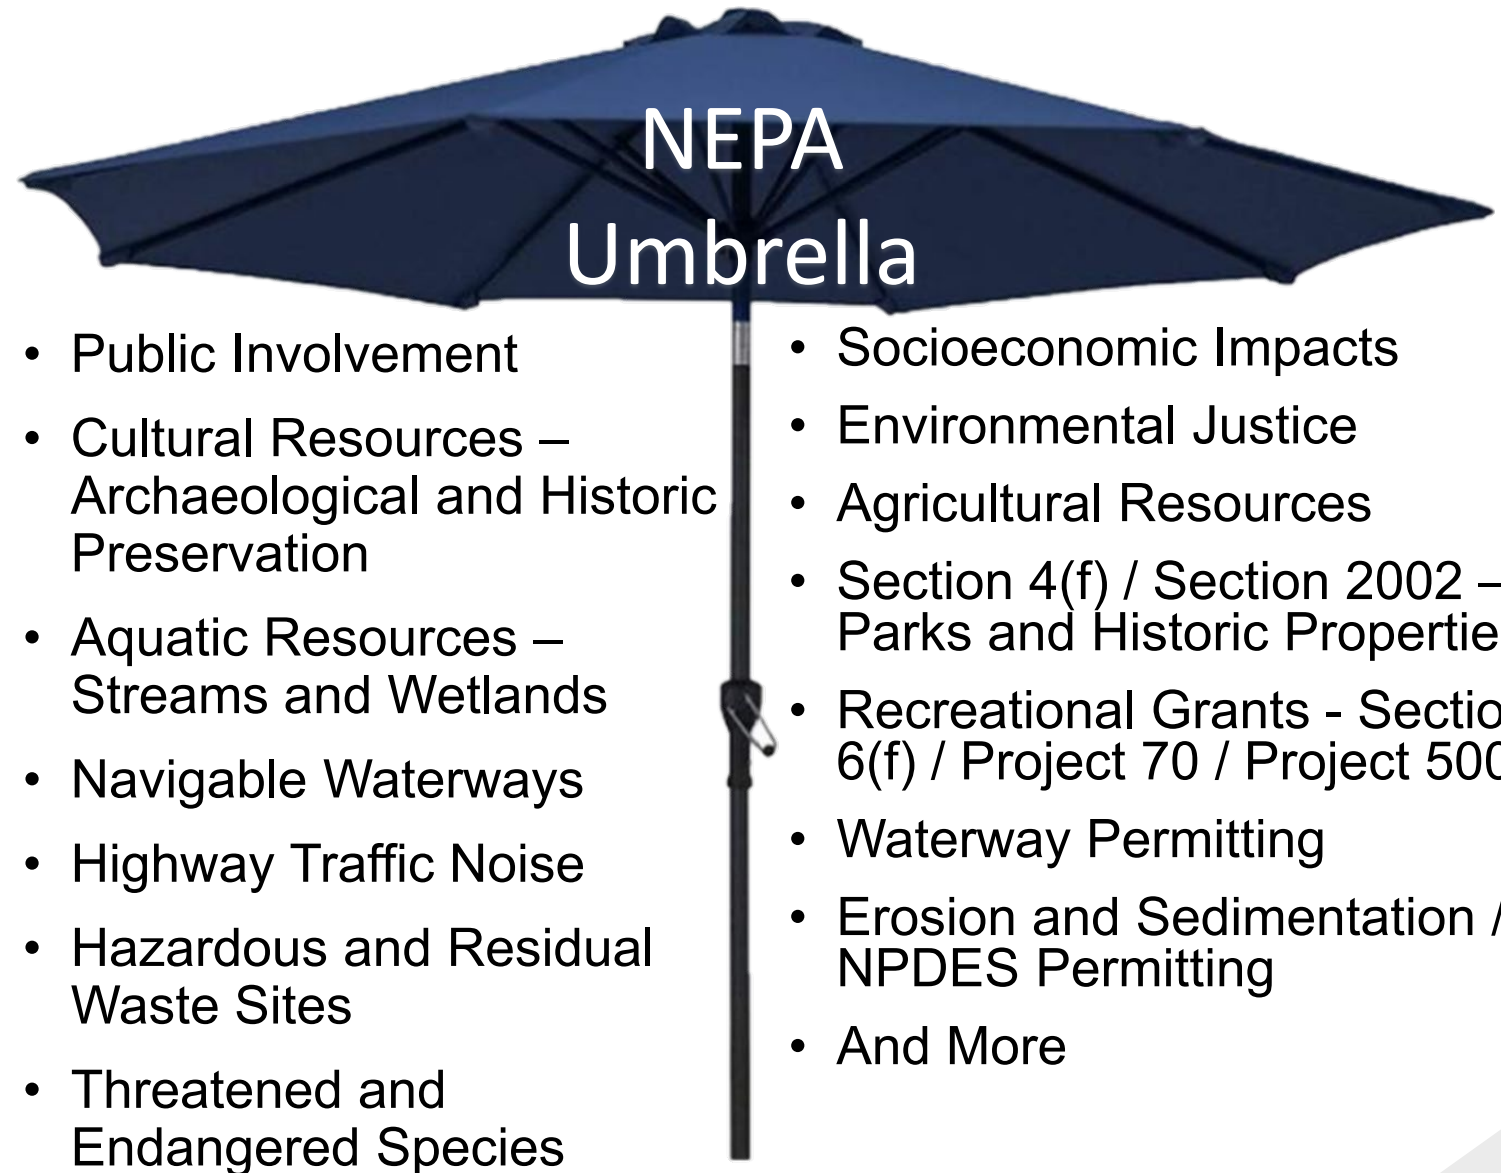 NEPA
Umbrella
• Public Involvement
• Cultural Resources –
Archaeological and Historic
Preservation
• Aquatic Resources –
Streams and Wetlands
• Navigable Waterways
• Highway Traffic Noise
• Hazardous and Residual
Waste Sites
• Threatened and
Endangered Species
• Socioeconomic Impacts
• Environmental Justice
• Agricultural Resources
• Section 4(f) / Section 2002 –
Parks and Historic Propertie
• Recreational Grants - Sectio
6(f) / Project 70 / Project 500
• Waterway Permitting
• Erosion and Sedimentation /
NPDES Permitting
• And More